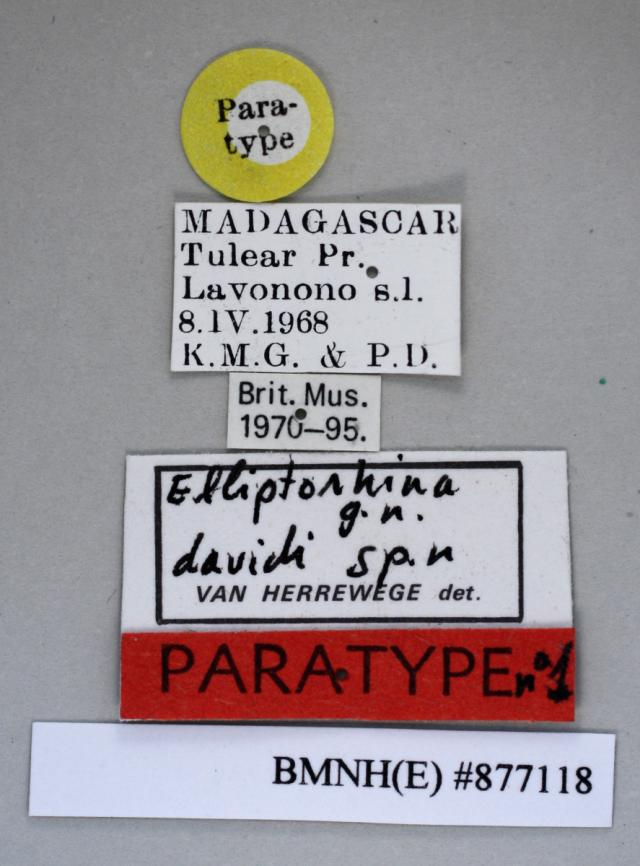 Para-
type
MADAGASCAR
Tulear Pr.
Lavonono s.l.
8.IV.1968
K.M.G. & P.D.
Brit. Mus.
1970–95.
Elliptorhina
g.n.
davidi sp.n
VAN HERREWEGE det.
PARATYPE nº1
BMNH(E) #877118